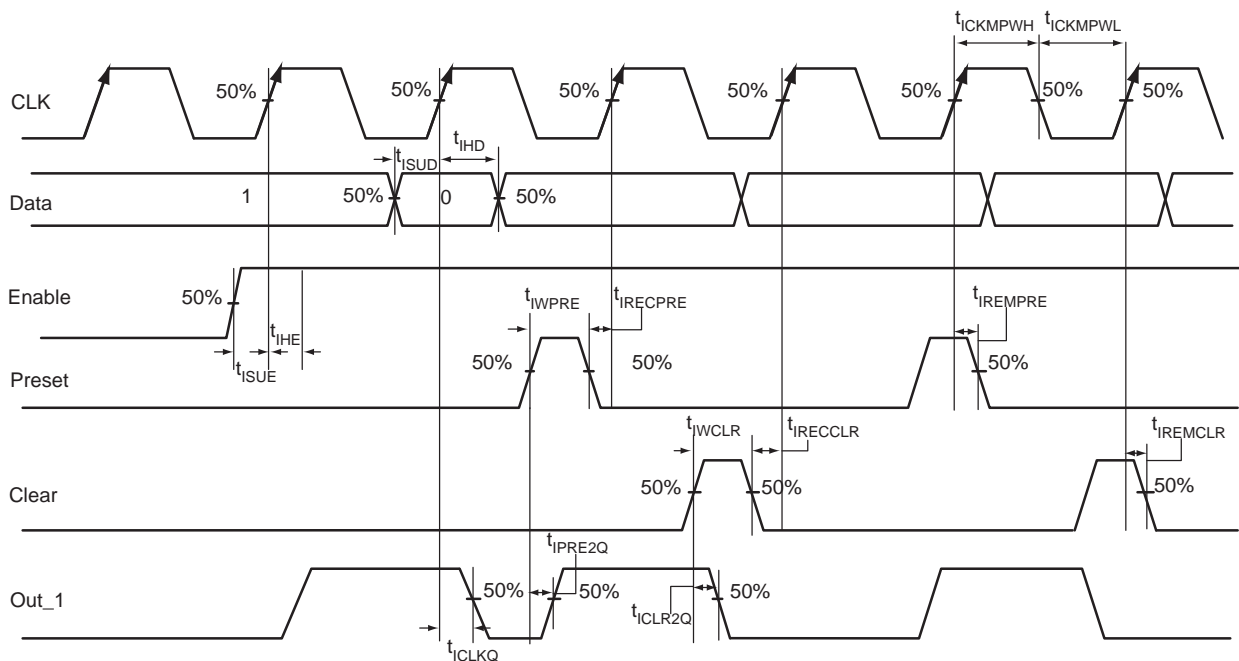 tICKMPWH tICKMPWL
CLK 50% 50% 50% 50% 50% 50% 50%
tISUD tIHD
Data 1 50% 0 50%
Enable 50%
tIHE
tISUE
tIWPRE tIRECPRE tIREMPRE
Preset 50% 50% 50%
tIWCLR tIRECCLR tIREMCLR
Clear 50% 50% 50%
tIPRE2Q
Out_1 50% 50% 50%
tICLR2Q
tICLKQ